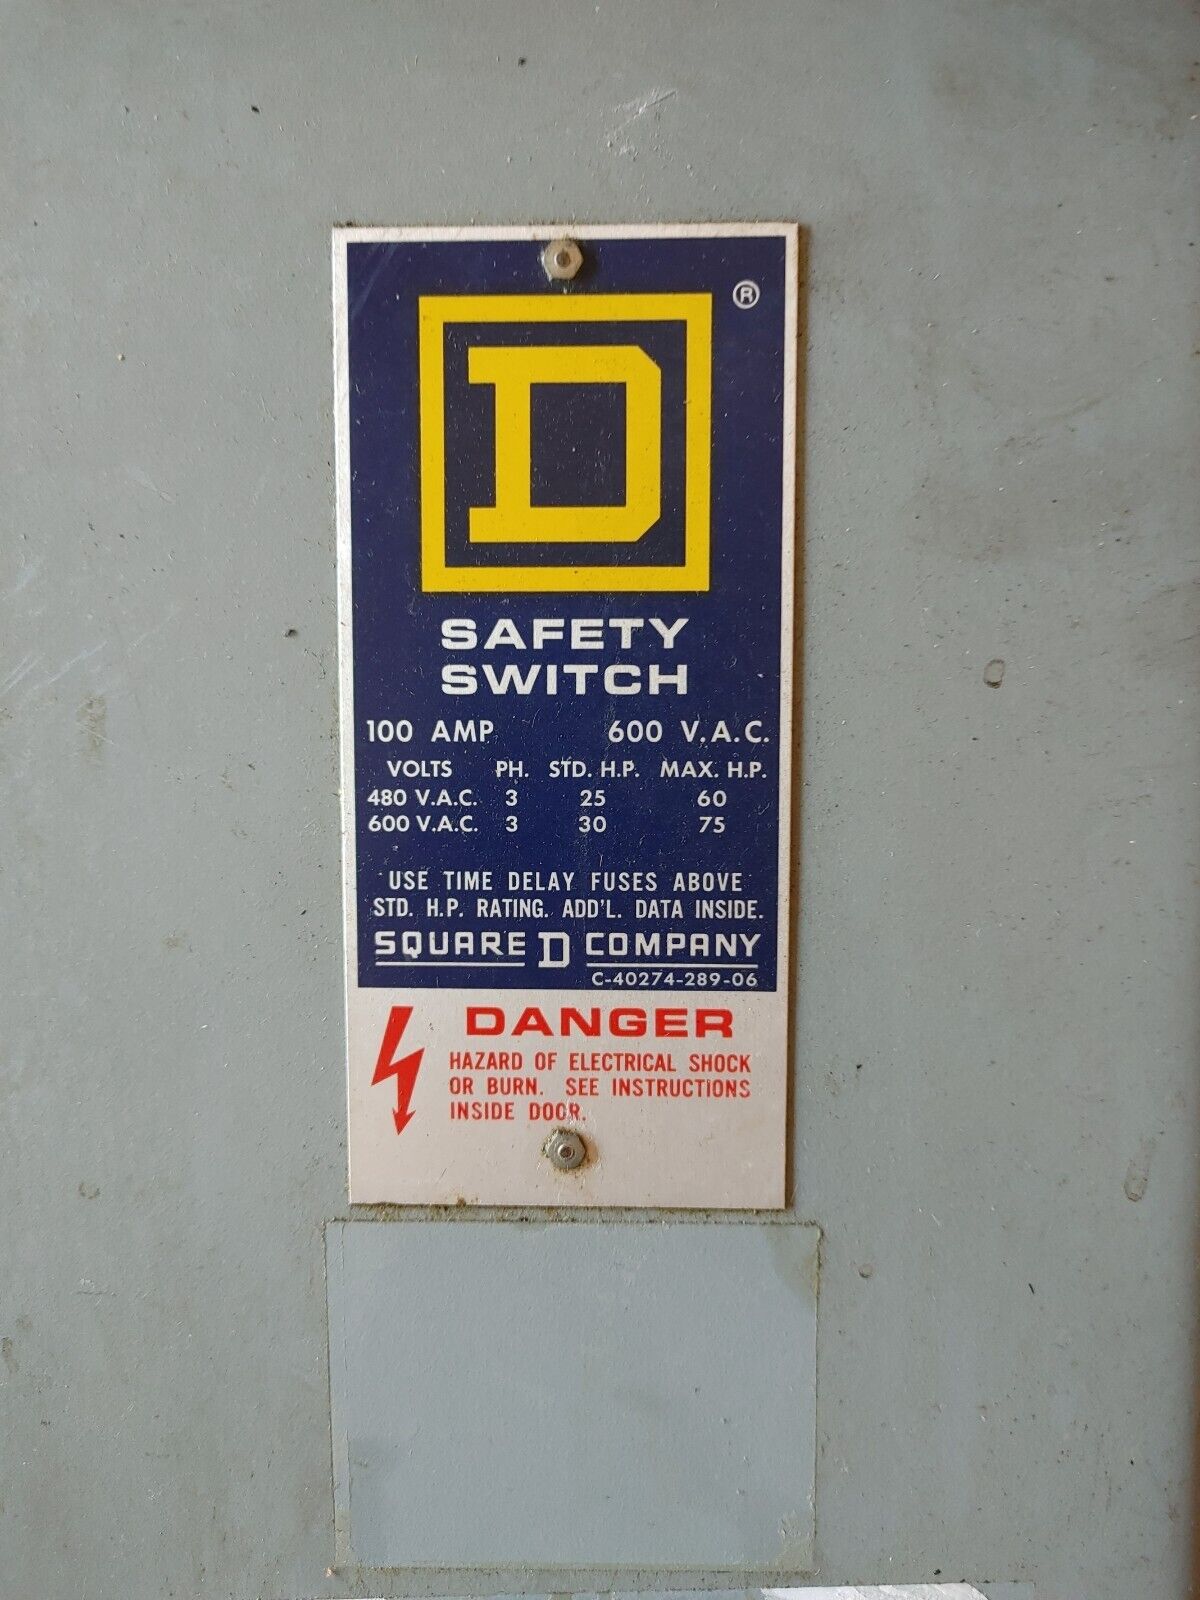 ®
D
SAFETY
SWITCH
100 AMP 600 V.A.C.
VOLTS PH. STD. H.P. MAX. H.P.
480 V.A.C. 3 25 60
600 V.A.C. 3 30 75
USE TIME DELAY FUSES ABOVE
STD. H.P. RATING. ADD'L. DATA INSIDE.
SQUARE D COMPANY
C-40274-289-06
DANGER
HAZARD OF ELECTRICAL SHOCK
OR BURN. SEE INSTRUCTIONS
INSIDE DOOR.